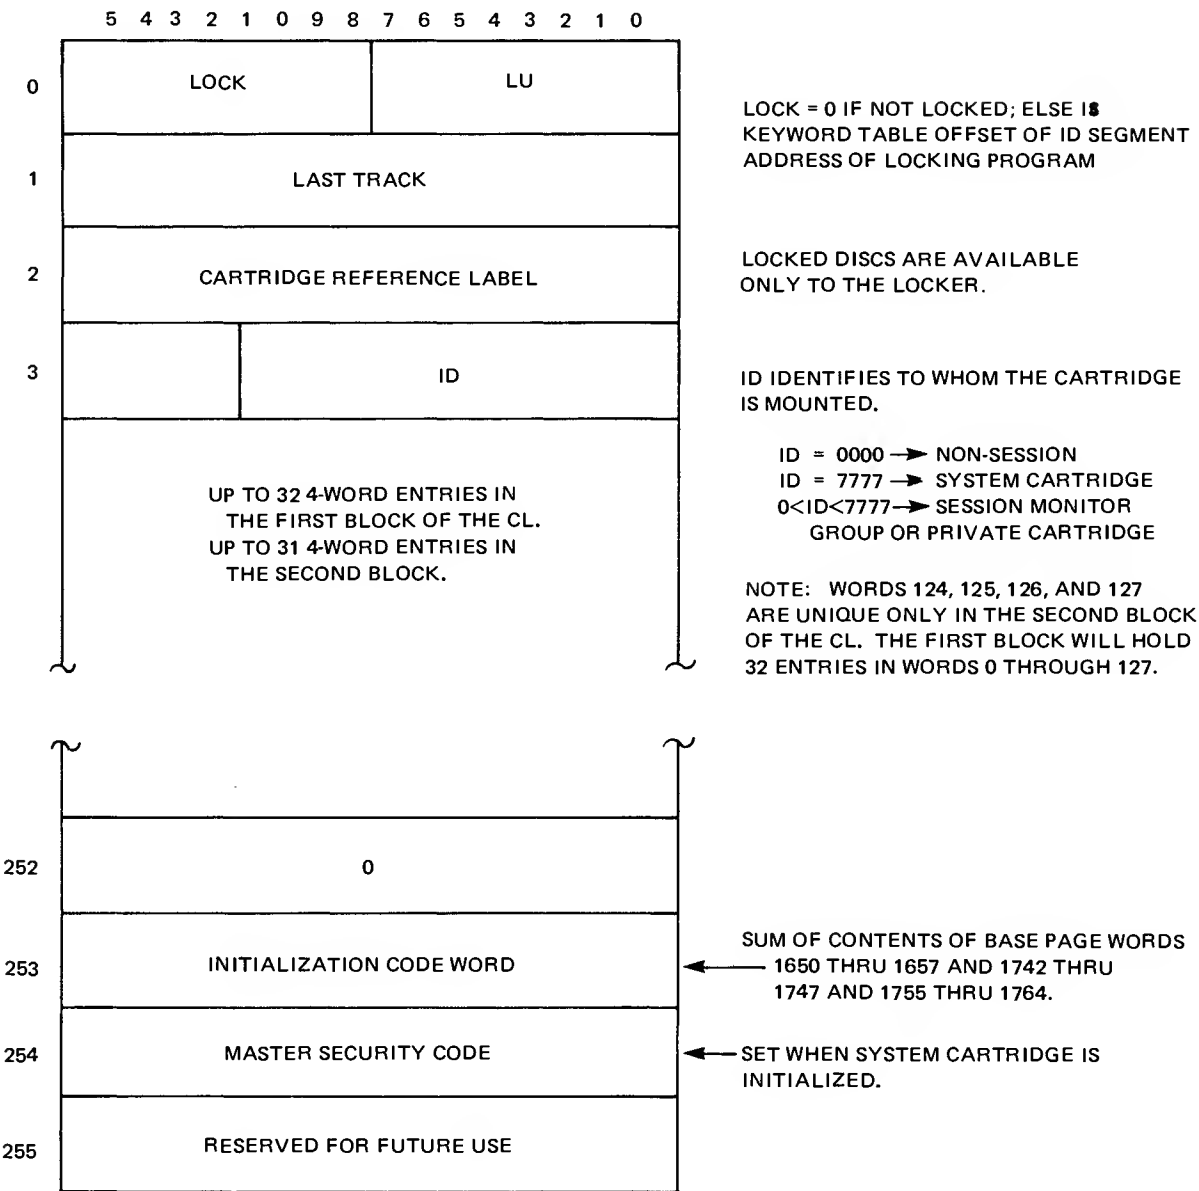 5 4 3 2 1 0 9 8 7 6 5 4 3 2 1 0
0 LOCK LU
LOCK = 0 IF NOT LOCKED; ELSE IS
KEYWORD TABLE OFFSET OF ID SEGMENT
ADDRESS OF LOCKING PROGRAM
1 LAST TRACK
2 CARTRIDGE REFERENCE LABEL
LOCKED DISCS ARE AVAILABLE
ONLY TO THE LOCKER.
3 ID
ID IDENTIFIES TO WHOM THE CARTRIDGE
IS MOUNTED.
ID = 0000 → NON-SESSION
ID = 7777 → SYSTEM CARTRIDGE
0<ID<7777→ SESSION MONITOR
GROUP OR PRIVATE CARTRIDGE
UP TO 32 4-WORD ENTRIES IN
THE FIRST BLOCK OF THE CL.
UP TO 31 4-WORD ENTRIES IN
THE SECOND BLOCK.
NOTE: WORDS 124, 125, 126, AND 127
ARE UNIQUE ONLY IN THE SECOND BLOCK
OF THE CL. THE FIRST BLOCK WILL HOLD
32 ENTRIES IN WORDS 0 THROUGH 127.
252 0
253 INITIALIZATION CODE WORD
SUM OF CONTENTS OF BASE PAGE WORDS
1650 THRU 1657 AND 1742 THRU
1747 AND 1755 THRU 1764.
254 MASTER SECURITY CODE
SET WHEN SYSTEM CARTRIDGE IS
INITIALIZED.
255 RESERVED FOR FUTURE USE